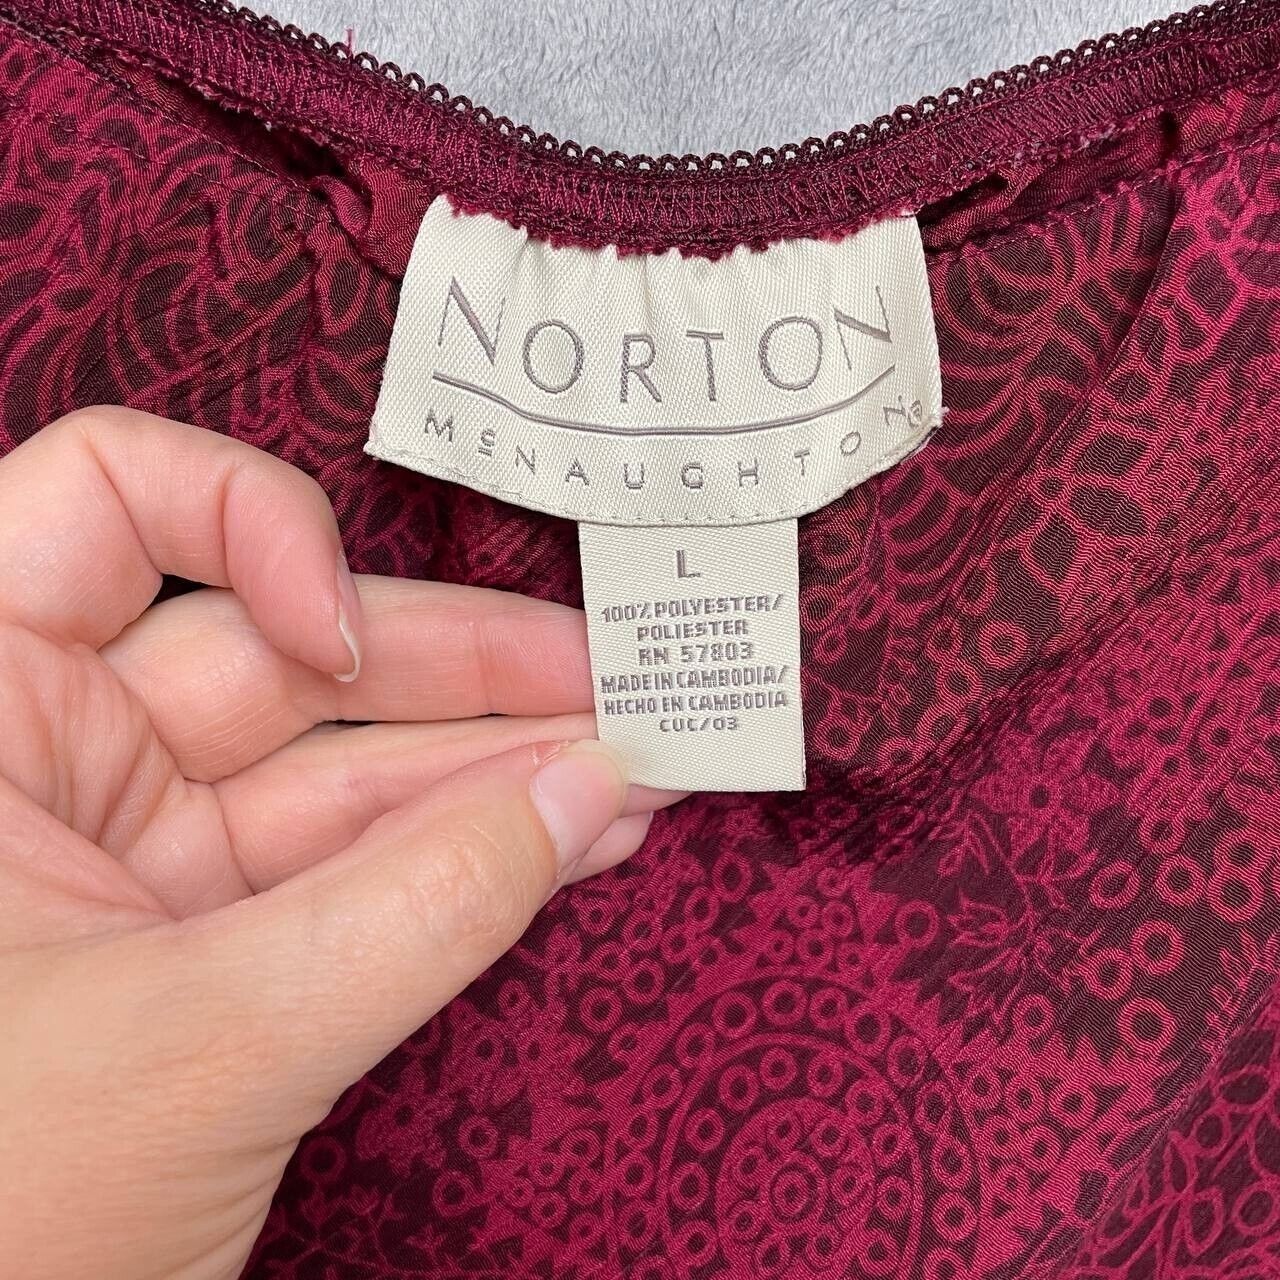 NORTON
McNAUGHTON®
L
100% POLYESTER/
POLIESTER
RN 57803
MADE IN CAMBODIA/
HECHO EN CAMBODIA
CUC/03